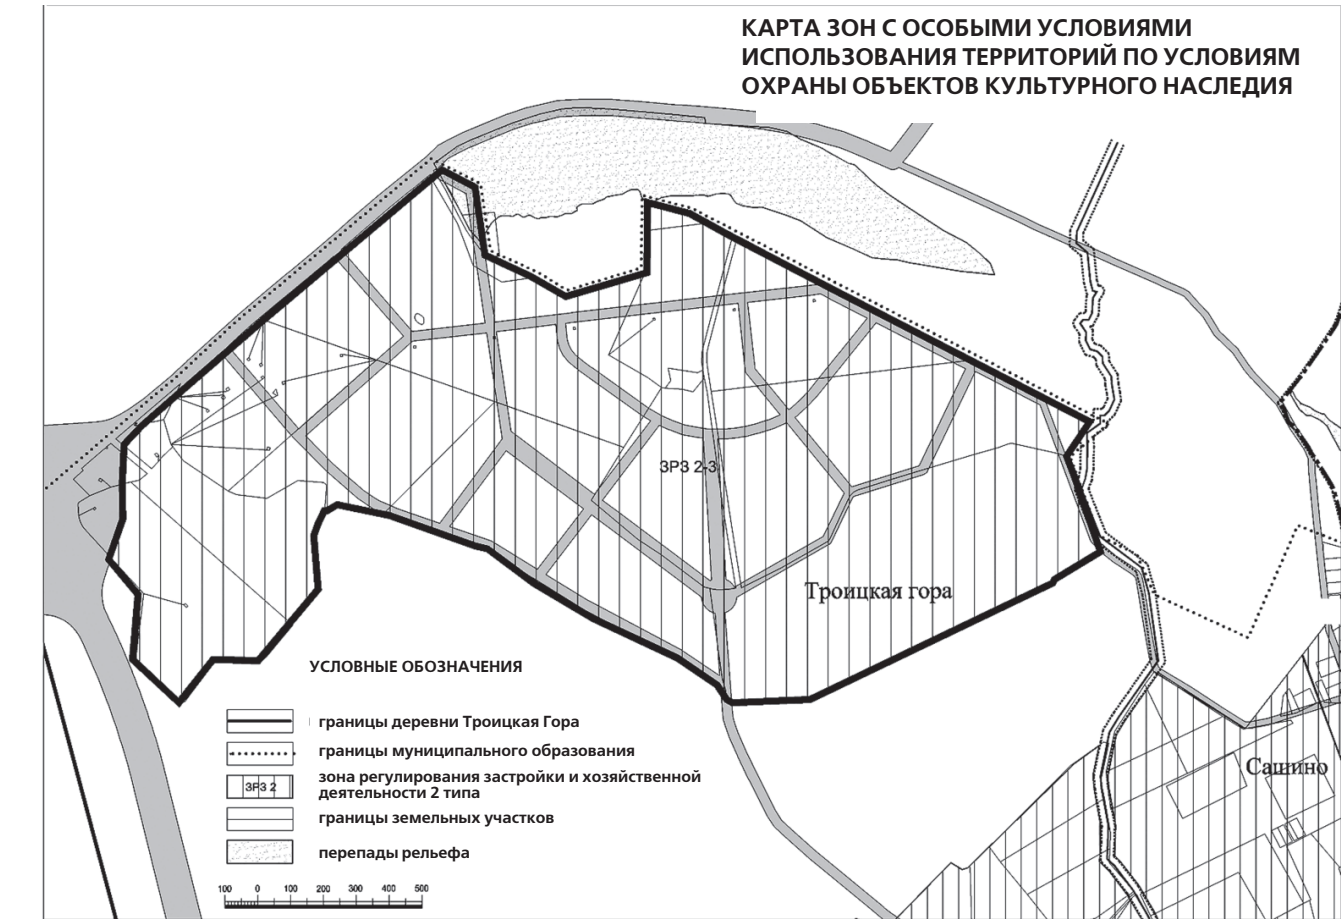 КАРТА ЗОН С ОСОБЫМИ УСЛОВИЯМИ
ИСПОЛЬЗОВАНИЯ ТЕРРИТОРИЙ ПО УСЛОВИЯМ
ОХРАНЫ ОБЪЕКТОВ КУЛЬТУРНОГО НАСЛЕДИЯ
ЗРЗ 2-3
Троицкая гора
Сашино
УСЛОВНЫЕ ОБОЗНАЧЕНИЯ
границы деревни Троицкая Гора
границы муниципального образования
ЗРЗ 2
зона регулирования застройки и хозяйственной
деятельности 2 типа
границы земельных участков
перепады рельефа
100 0 100 200 300 400 500